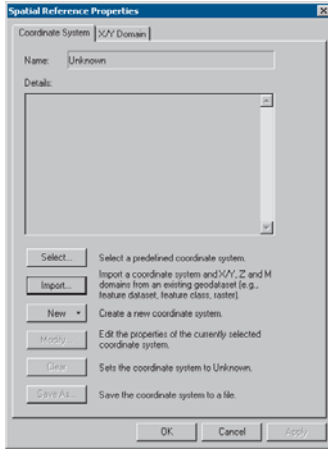 Spatial Reference Properties
Coordinate System X/Y Domain
Name: Unknown
Details:
Select... Select a predefined coordinate system.
Import a coordinate system and X/Y, Z and M
Import... domains from an existing geodataset (e.g.,
feature dataset, feature class, raster).
New Create a new coordinate system.
Modify... Edit the properties of the currently selected
coordinate system.
Clear Sets the coordinate system to Unknown.
Save As... Save the coordinate system to a file.
OK Cancel Apply